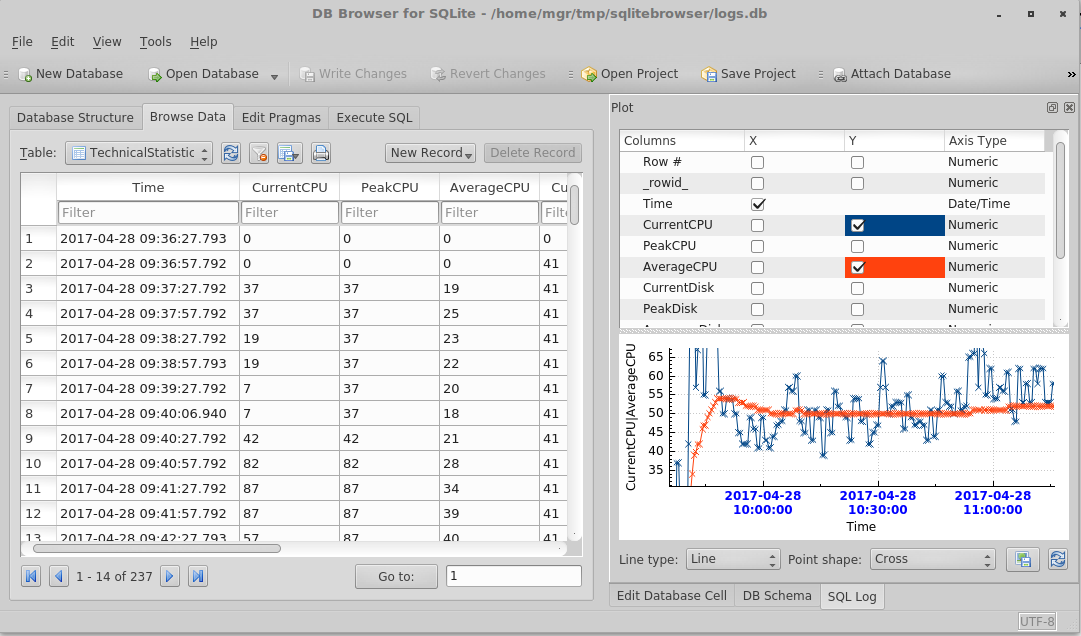 DB Browser for SQLite - /home/mgr/tmp/sqlitebrowser/logs.db
File Edit View Tools Help
New Database Open Database Write Changes Revert Changes Open Project Save Project Attach Database »
Database Structure Browse Data Edit Pragmas Execute SQL
Table: TechnicalStatistic New Record Delete Record
Time CurrentCPU PeakCPU AverageCPU Cu
Filter Filter Filter Filter Filte
1 2017-04-28 09:36:27.793 0 0 0 0
2 2017-04-28 09:36:57.792 0 0 0 41
3 2017-04-28 09:37:27.792 37 37 19 41
4 2017-04-28 09:37:57.792 37 37 25 41
5 2017-04-28 09:38:27.792 19 37 23 41
6 2017-04-28 09:38:57.793 19 37 22 41
7 2017-04-28 09:39:27.792 7 37 20 41
8 2017-04-28 09:40:06.940 7 37 18 41
9 2017-04-28 09:40:27.792 42 42 21 41
10 2017-04-28 09:40:57.792 82 82 28 41
11 2017-04-28 09:41:27.792 87 87 34 41
12 2017-04-28 09:41:57.792 87 87 39 41
13 2017-04-28 09:42:27.793 57 87 40 41
1 - 14 of 237 Go to: 1
Plot
Columns X Y Axis Type
Row # Numeric
_rowid_ Numeric
Time Date/Time
CurrentCPU Numeric
PeakCPU Numeric
AverageCPU Numeric
CurrentDisk Numeric
PeakDisk Numeric
CurrentCPU|AverageCPU
65
60
55
50
45
40
35
2017-04-28 2017-04-28 2017-04-28
10:00:00 10:30:00 11:00:00
Time
Line type: Line Point shape: Cross
Edit Database Cell DB Schema SQL Log
UTF-8